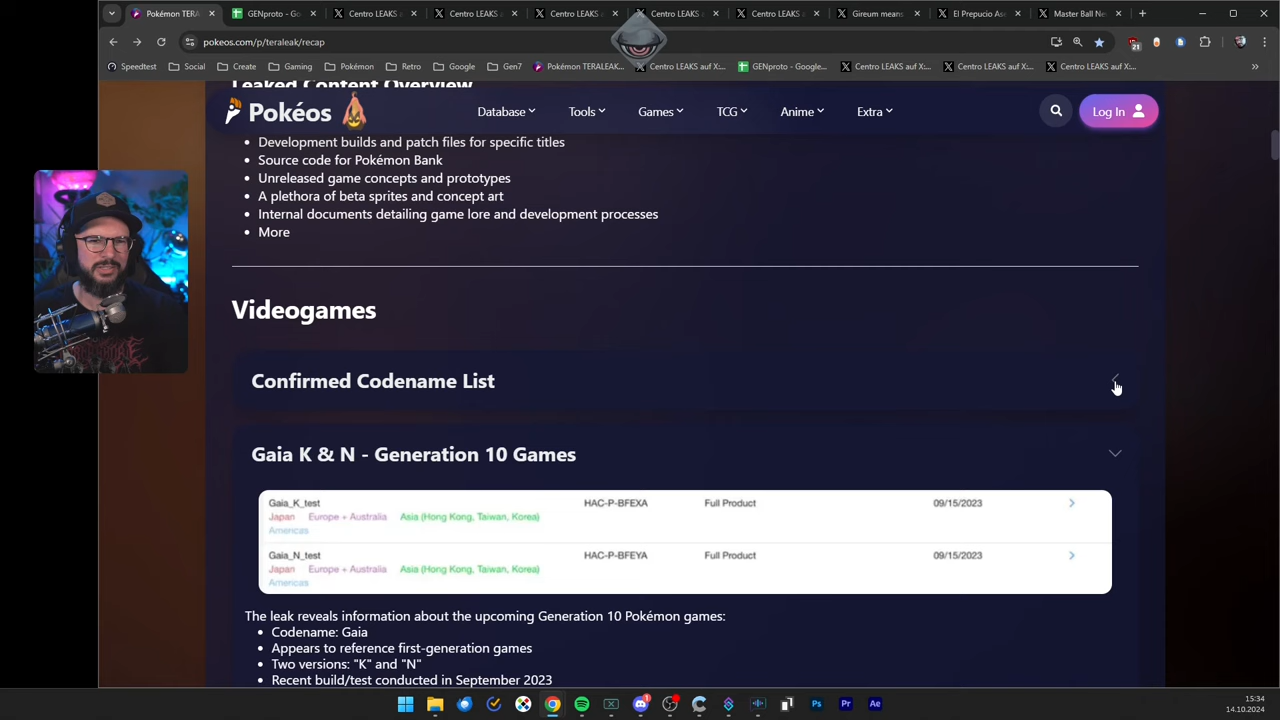 Pokémon TERA
GENproto - Go
Centro LEAKS
Centro LEAKS
Centro LEAKS
Centro LEAKS
Centro LEAKS
Gireum means
El Prepucio Ase
Master Ball Ne
pokeos.com/p/teraleak/recap
21
Speedtest
Social
Create
Gaming
Pokémon
Retro
Google
Gen7
Pokémon TERALEAK...
Centro LEAKS auf X:...
GENproto - Google...
Centro LEAKS auf X:...
Centro LEAKS auf X:...
Centro LEAKS auf X:...
»
Leaked Content Overview
Pokéos
Database
Tools
Games
TCG
Anime
Extra
Log In
• Development builds and patch files for specific titles
• Source code for Pokémon Bank
• Unreleased game concepts and prototypes
• A plethora of beta sprites and concept art
• Internal documents detailing game lore and development processes
• More
Videogames
Confirmed Codename List
Gaia K & N - Generation 10 Games
Gaia_K_test HAC-P-BFEXA Full Product 09/15/2023
Japan Europe + Australia Asia (Hong Kong, Taiwan, Korea)
Americas
Gaia_N_test HAC-P-BFEYA Full Product 09/15/2023
Japan Europe + Australia Asia (Hong Kong, Taiwan, Korea)
Americas
The leak reveals information about the upcoming Generation 10 Pokémon games:
• Codename: Gaia
• Appears to reference first-generation games
• Two versions: "K" and "N"
• Recent build/test conducted in September 2023
1
Ps
Pr
Ae
15:34
14.10.2024